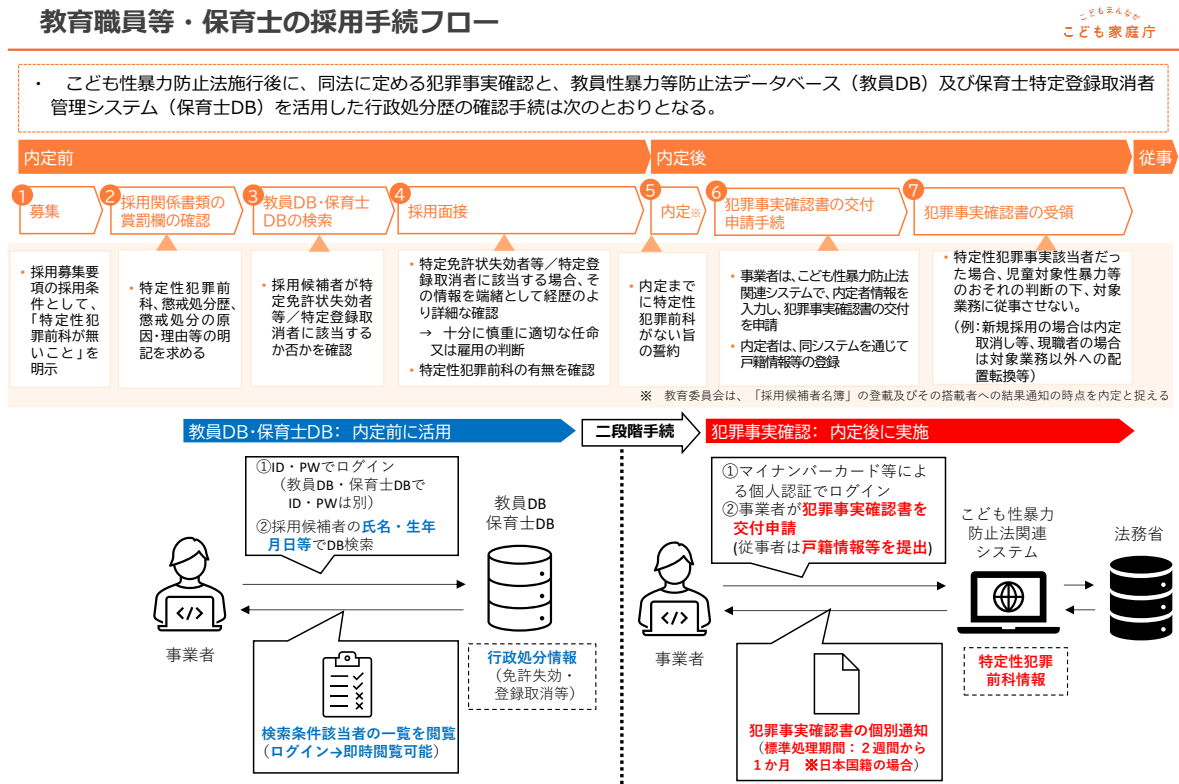 教育職員等・保育士の採用手続フロー
こどもまんなか
こども家庭庁
・ こども性暴力防止法施行後に、同法に定める犯罪事実確認と、教員性暴力等防止法データベース（教員DB）及び保育士特定登録取消者
管理システム（保育士DB）を活用した行政処分歴の確認手続は次のとおりとなる。
内定前
内定後
従事
1
募集
2
採用関係書類の
賞罰欄の確認
3
教員DB・保育士
DBの検索
4
採用面接
5
内定※
6
犯罪事実確認書の交付
申請手続
7
犯罪事実確認書の受領
• 採用募集要
項の採用条
件として、
「特定性犯
罪前科が無
いこと」を
明示
• 特定性犯罪前
科、懲戒処分歴、
懲戒処分の原
因・理由等の明
記を求める
• 採用候補者が特
定免許状失効者
等／特定登録取
消者に該当する
か否かを確認
• 特定免許状失効者等／特定登
録取消者に該当する場合、そ
の情報を端緒として経歴のよ
り詳細な確認
→ 十分に慎重に適切な任命
又は雇用の判断
• 特定性犯罪前科の有無を確認
• 内定まで
に特定性
犯罪前科
がない旨
の誓約
• 事業者は、こども性暴力防止法
関連システムで、内定者情報を
入力し、犯罪事実確認書の交付
を申請
• 内定者は、同システムを通じて
戸籍情報等の登録
• 特定性犯罪事実該当者だっ
た場合、児童対象性暴力等
のおそれの判断の下、対象
業務に従事させない。
（例：新規採用の場合は内定
取消し等、現職者の場合
は対象業務以外への配
置転換等）
※ 教育委員会は、「採用候補者名簿」の登載及びその搭載者への結果通知の時点を内定と捉える
教員DB・保育士DB： 内定前に活用
二段階手続
犯罪事実確認： 内定後に実施
①ID・PWでログイン
（教員DB・保育士DBで
ID・PWは別）
②採用候補者の氏名・生年
月日等でDB検索
教員DB
保育士DB
事業者
行政処分情報
（免許失効・
登録取消等）
検索条件該当者の一覧を閲覧
（ログイン→即時閲覧可能）
①マイナンバーカード等によ
る個人認証でログイン
②事業者が犯罪事実確認書を
交付申請
(従事者は戸籍情報等を提出)
こども性暴力
防止法関連
システム
法務省
事業者
特定性犯罪
前科情報
犯罪事実確認書の個別通知
（標準処理期間：２週間から
１か月 ※日本国籍の場合）